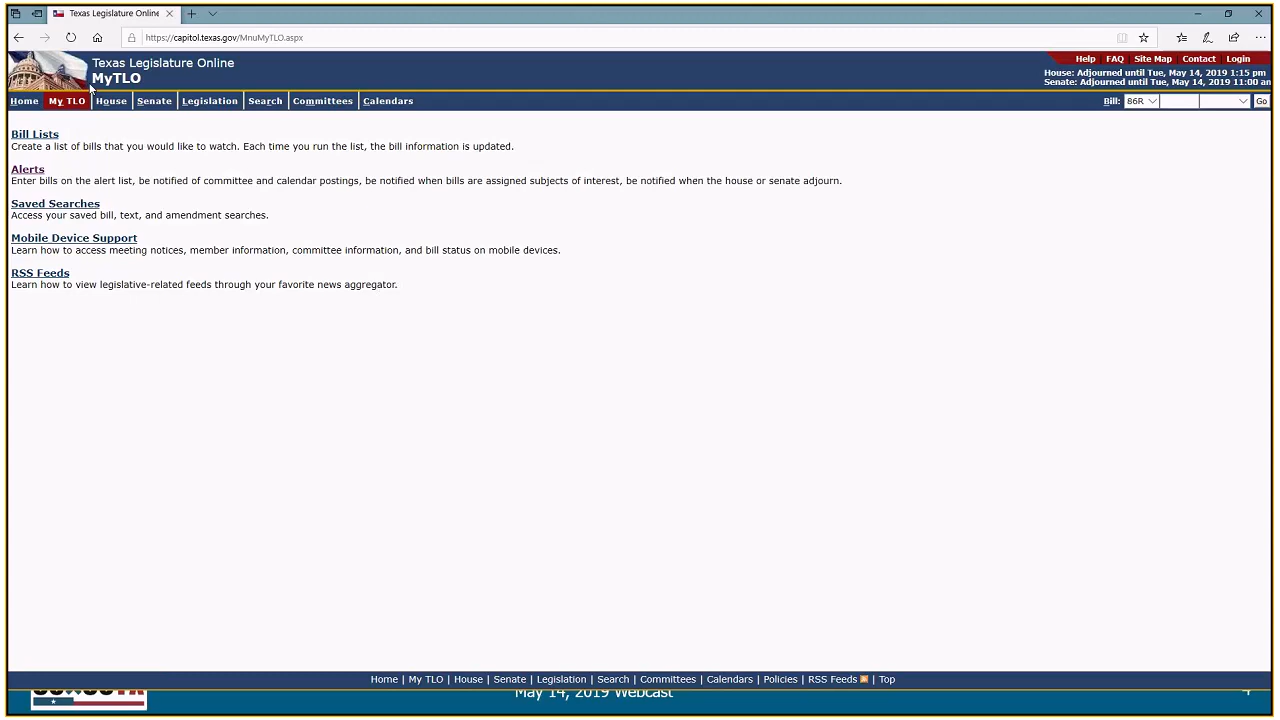 Texas Legislature Online
https://capitol.texas.gov/MnuMyTLO.aspx
Texas Legislature Online
MyTLO
Help | FAQ | Site Map | Contact | Login
House: Adjourned until Tue, May 14, 2019 1:15 pm
Senate: Adjourned until Tue, May 14, 2019 11:00 am
Home My TLO House Senate Legislation Search Committees Calendars
Bill: 86R Go
Bill Lists
Create a list of bills that you would like to watch. Each time you run the list, the bill information is updated.
Alerts
Enter bills on the alert list, be notified of committee and calendar postings, be notified when bills are assigned subjects of interest, be notified when the house or senate adjourn.
Saved Searches
Access your saved bill, text, and amendment searches.
Mobile Device Support
Learn how to access meeting notices, member information, committee information, and bill status on mobile devices.
RSS Feeds
Learn how to view legislative-related feeds through your favorite news aggregator.
Home | My TLO | House | Senate | Legislation | Search | Committees | Calendars | Policies | RSS Feeds | Top
May 14, 2019 Webcast